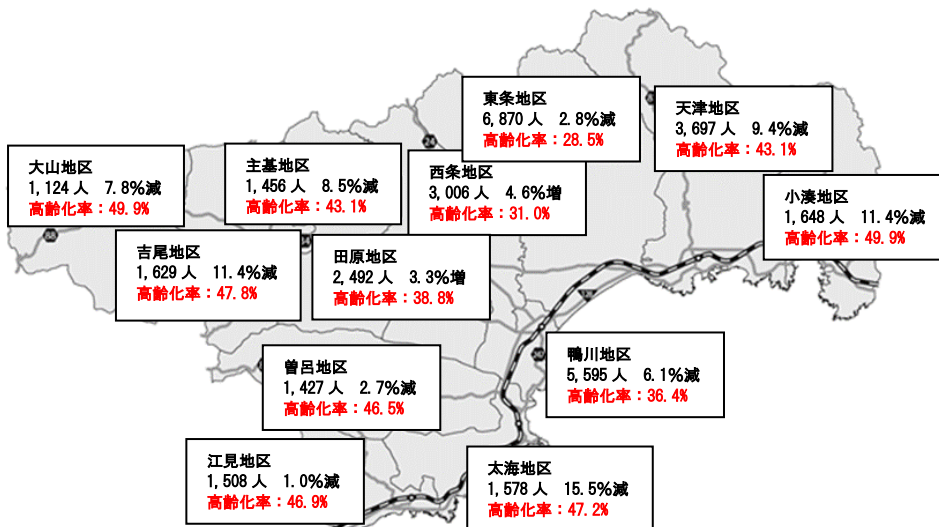 東条地区
6,870人 2.8%減
高齢化率：28.5%
天津地区
3,697人 9.4%減
高齢化率：43.1%
大山地区
1,124人 7.8%減
高齢化率：49.9%
主基地区
1,456人 8.5%減
高齢化率：43.1%
西条地区
3,006人 4.6%増
高齢化率：31.0%
小湊地区
1,648人 11.4%減
高齢化率：49.9%
吉尾地区
1,629人 11.4%減
高齢化率：47.8%
田原地区
2,492人 3.3%増
高齢化率：38.8%
曽呂地区
1,427人 2.7%減
高齢化率：46.5%
鴨川地区
5,595人 6.1%減
高齢化率：36.4%
江見地区
1,508人 1.0%減
高齢化率：46.9%
太海地区
1,578人 15.5%減
高齢化率：47.2%